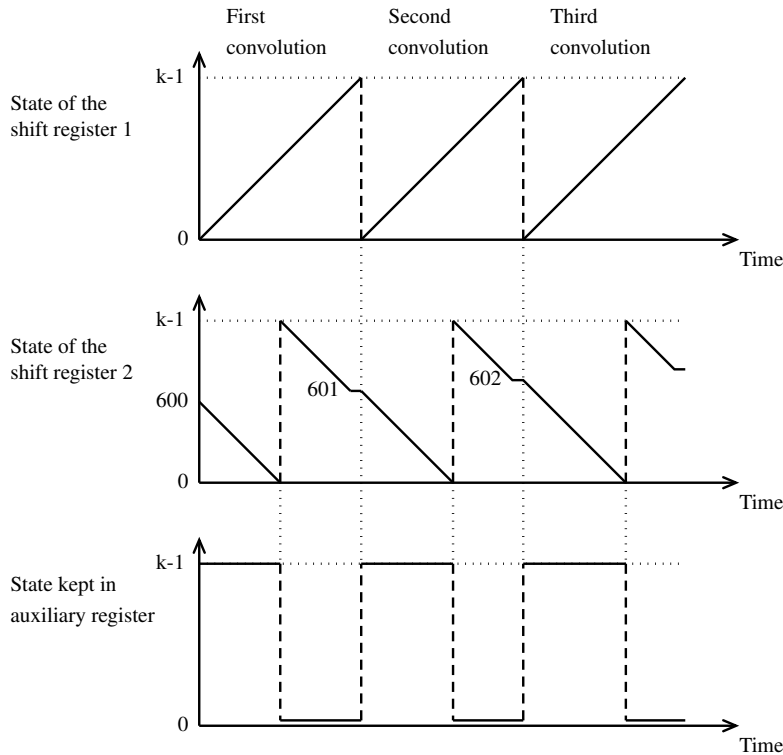 First
convolution
Second
convolution
Third
convolution
k-1
State of the
shift register 1
0
Time
k-1
State of the
shift register 2
601
602
600
0
Time
k-1
State kept in
auxiliary register
0
Time